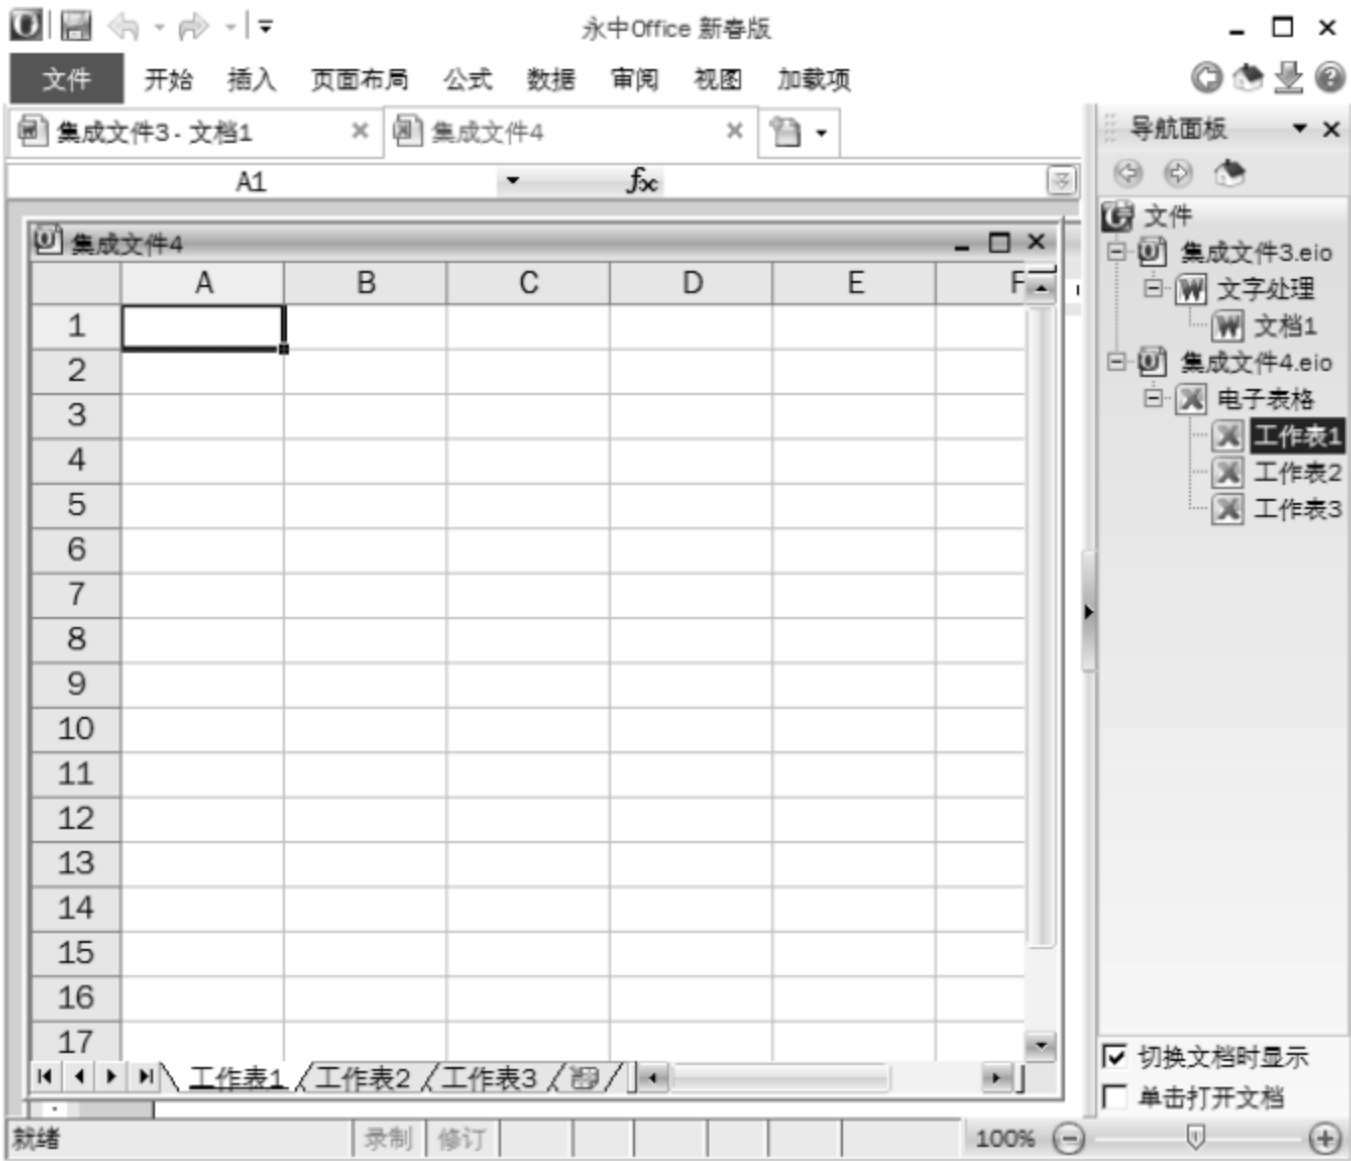 永中Office 新春版
文件 开始 插入 页面布局 公式 数据 审阅 视图 加载项
集成文件3 - 文档1 集成文件4
导航面板
A1 fx
文件
集成文件3.eio
文字处理
文档1
集成文件4.eio
电子表格
工作表1
工作表2
工作表3
集成文件4
A B C D E F
1
2
3
4
5
6
7
8
9
10
11
12
13
14
15
16
17
工作表1 工作表2 工作表3
切换文档时显示
单击打开文档
就绪 录制 修订 100%